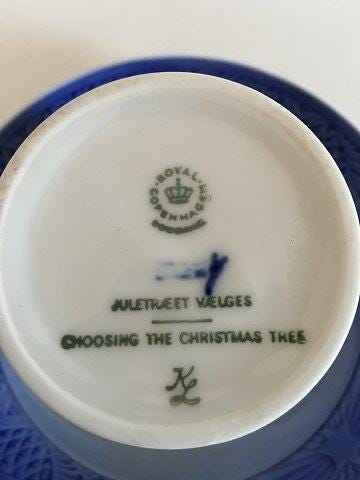 ROYAL
COPENHAGEN
DENMARK
JULETRÆET VÆLGES
CHOOSING THE CHRISTMAS TREE
KL